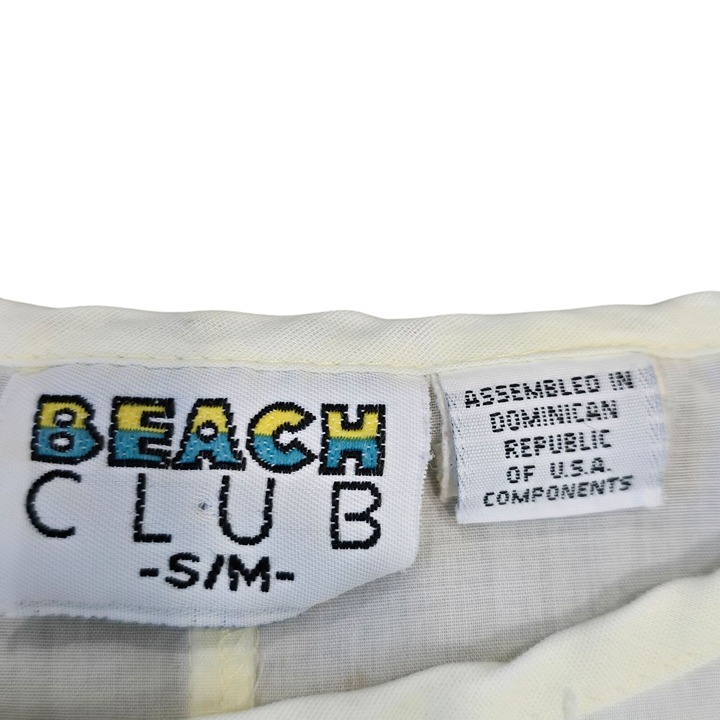 BEACH
CLUB
-S/M-
ASSEMBLED IN
DOMINICAN
REPUBLIC
OF U.S.A.
COMPONENTS